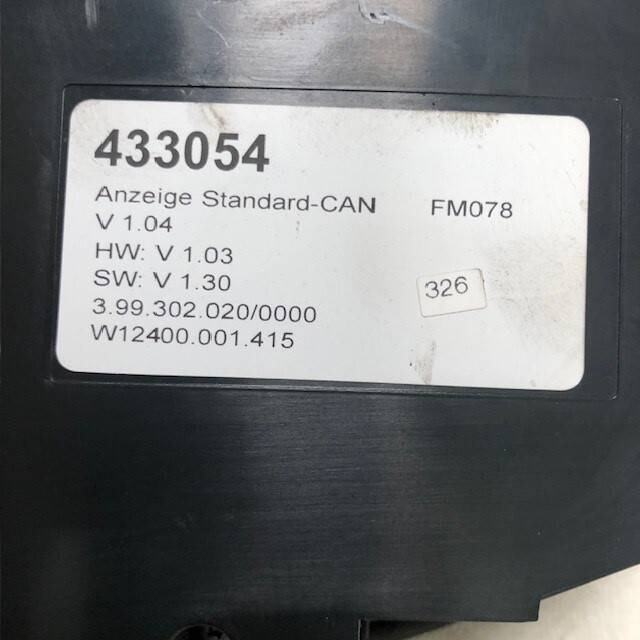 433054
Anzeige Standard-CAN FM078
V 1.04
HW: V 1.03
SW: V 1.30
326
3.99.302.020/0000
W12400.001.415